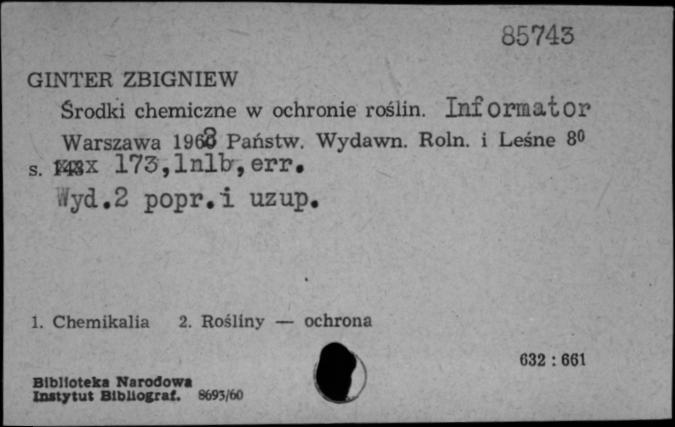 85743
GINTER ZBIGNIEW
Środki chemiczne w ochronie roślin. Informator
Warszawa 1963 Państw. Wydawn. Roln. i Leśne 8⁰
s. 173,1nlb,err.
Wyd.2 popr.i uzup.
1. Chemikalia 2. Rośliny — ochrona
632 : 661
Biblioteka Narodowa
Instytut Bibliograf. 8693/60